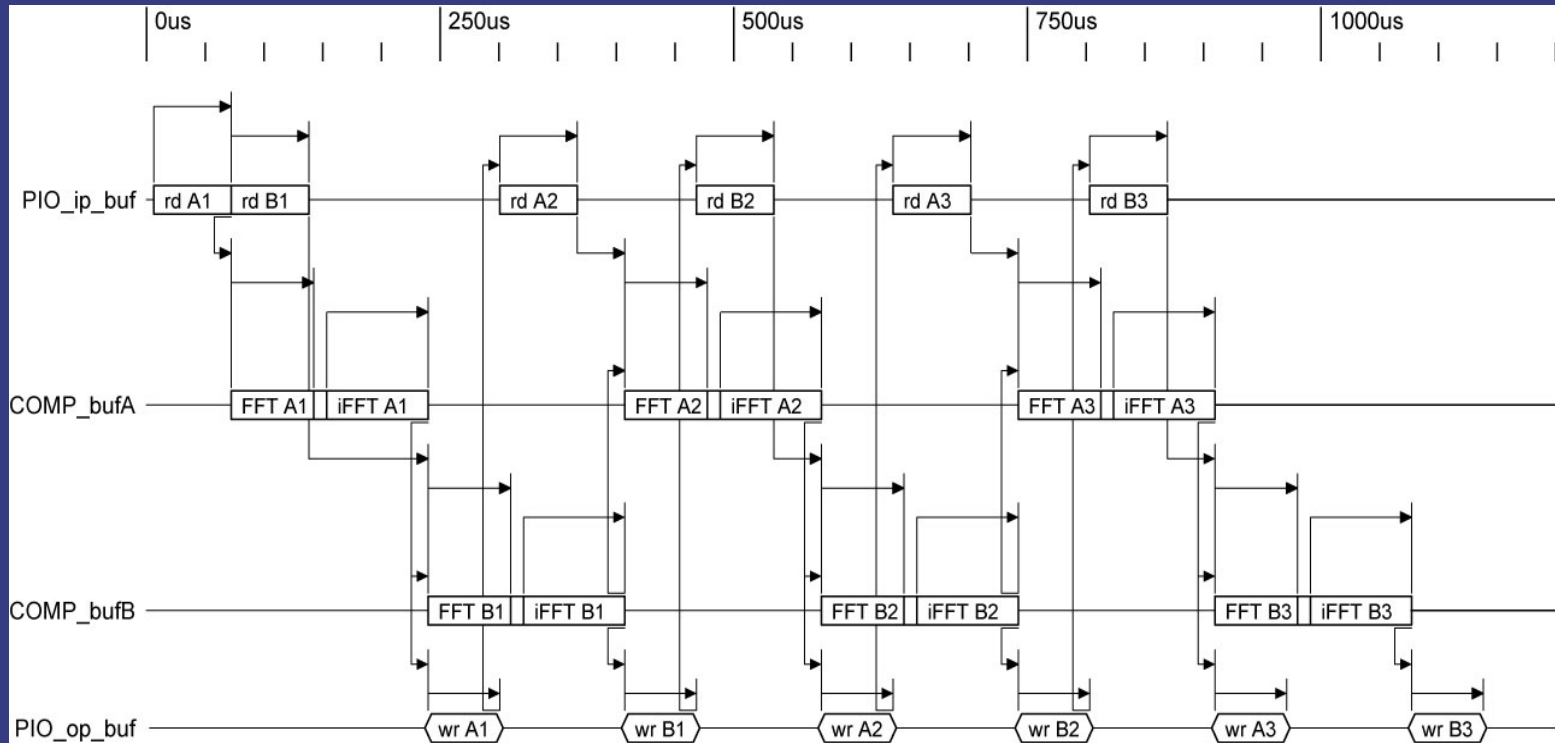 0us 250us 500us 750us 1000us
PIO_ip_buf rd A1 rd B1 rd A2 rd B2 rd A3 rd B3
COMP_bufA FFT A1 iFFT A1 FFT A2 iFFT A2 FFT A3 iFFT A3
COMP_bufB FFT B1 iFFT B1 FFT B2 iFFT B2 FFT B3 iFFT B3
PIO_op_buf wr A1 wr B1 wr A2 wr B2 wr A3 wr B3